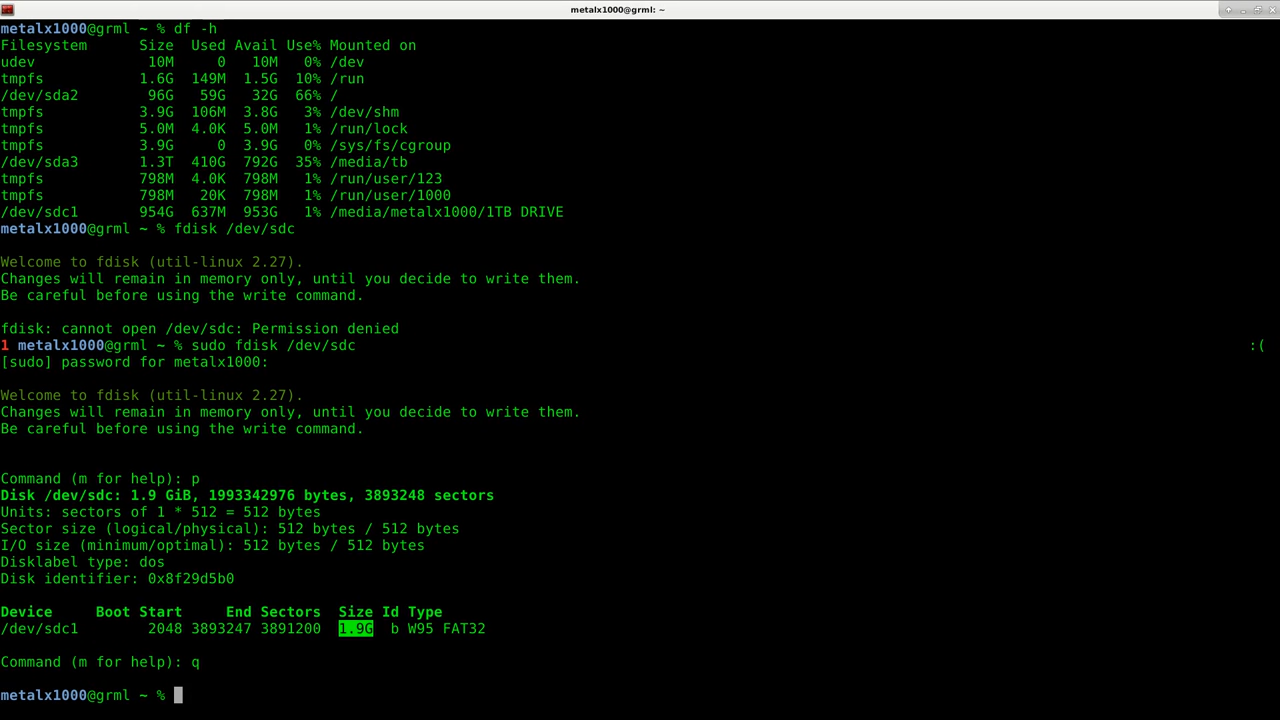 metalx1000@grml: ~
metalx1000@grml ~ % df -h
Filesystem      Size  Used Avail Use% Mounted on
udev             10M     0   10M   0% /dev
tmpfs           1.6G  149M  1.5G  10% /run
/dev/sda2        96G   59G   32G  66% /
tmpfs           3.9G  106M  3.8G   3% /dev/shm
tmpfs           5.0M  4.0K  5.0M   1% /run/lock
tmpfs           3.9G     0  3.9G   0% /sys/fs/cgroup
/dev/sda3       1.3T  410G  792G  35% /media/tb
tmpfs           798M  4.0K  798M   1% /run/user/123
tmpfs           798M   20K  798M   1% /run/user/1000
/dev/sdc1       954G  637M  953G   1% /media/metalx1000/1TB DRIVE
metalx1000@grml ~ % fdisk /dev/sdc
Welcome to fdisk (util-linux 2.27).
Changes will remain in memory only, until you decide to write them.
Be careful before using the write command.
fdisk: cannot open /dev/sdc: Permission denied
1 metalx1000@grml ~ % sudo fdisk /dev/sdc :(
[sudo] password for metalx1000:
Welcome to fdisk (util-linux 2.27).
Changes will remain in memory only, until you decide to write them.
Be careful before using the write command.
Command (m for help): p
Disk /dev/sdc: 1.9 GiB, 1993342976 bytes, 3893248 sectors
Units: sectors of 1 * 512 = 512 bytes
Sector size (logical/physical): 512 bytes / 512 bytes
I/O size (minimum/optimal): 512 bytes / 512 bytes
Disklabel type: dos
Disk identifier: 0x8f29d5b0
Device     Boot Start     End Sectors  Size Id Type
/dev/sdc1        2048 3893247 3891200  1.9G  b W95 FAT32
Command (m for help): q
metalx1000@grml ~ %